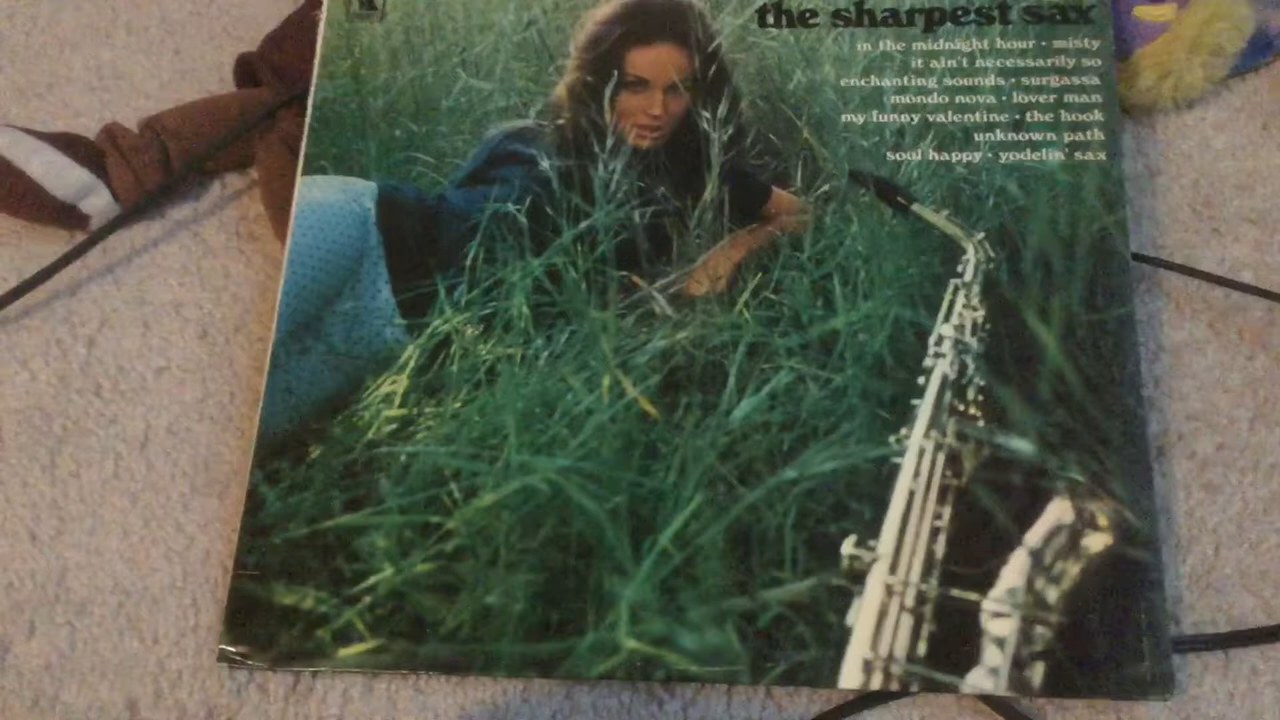 the sharpest sax
in the midnight hour • misty
it ain't necessarily so
enchanting sounds • surgassa
mondo nova • lover man
my funny valentine • the hook
unknown path
soul happy • yodelin' sax